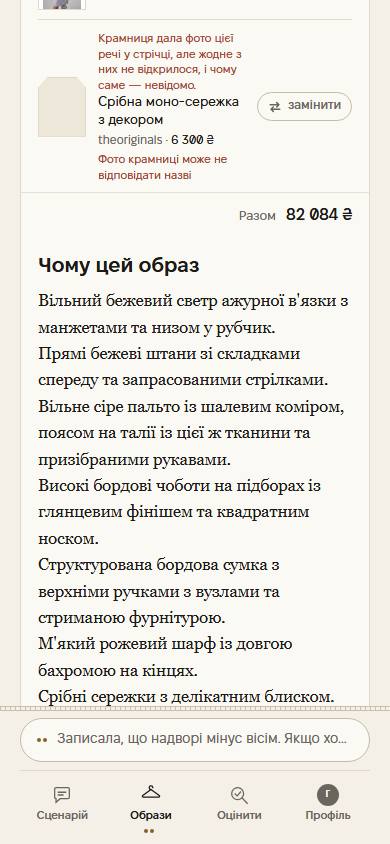 Крамниця дала фото цієї
речі у стрічці, але жодне з
них не відкрилося, і чому
саме — невідомо.
Срібна моно-сережка
з декором
замінити
theoriginals · 6 300 ₴
Фото крамниці може не
відповідати назві
Разом 82 084 ₴
Чому цей образ
Вільний бежевий светр ажурної в'язки з
манжетами та низом у рубчик.
Прямі бежеві штани зі складками
спереду та запрасованими стрілками.
Вільне сіре пальто із шалевим коміром,
поясом на талії із цієї ж тканини та
призібраними рукавами.
Високі бордові чоботи на підборах із
глянцевим фінішем та квадратним
носком.
Структурована бордова сумка з
верхніми ручками з вузлами та
стриманою фурнітурою.
М'який рожевий шарф із довгою
бахромою на кінцях.
Срібні сережки з делікатним блиском.
Записала, що надворі мінус вісім. Якщо хо...
Г
Сценарій Образи Оцінити Профіль